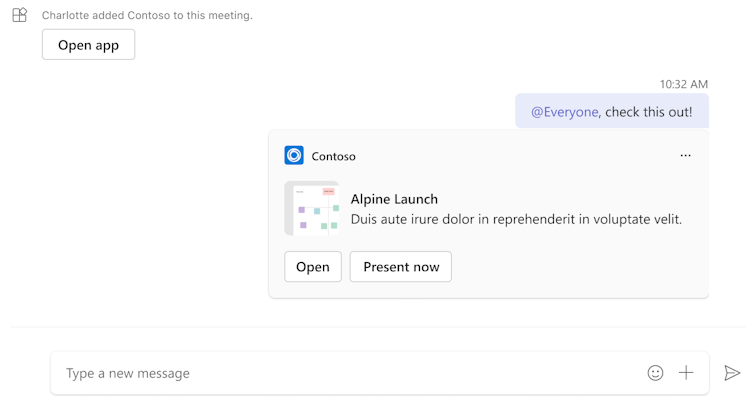 Charlotte added Contoso to this meeting.
Open app
10:32 AM
@Everyone, check this out!
Contoso
Alpine Launch
Duis aute irure dolor in reprehenderit in voluptate velit.
Open
Present now
Type a new message